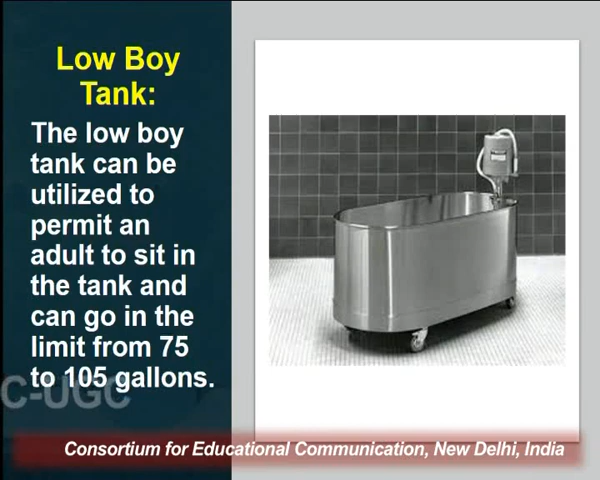 Low Boy
Tank:
The low boy
tank can be
utilized to
permit an
adult to sit in
the tank and
can go in the
limit from 75
to 105 gallons.
C-UGC
Consortium for Educational Communication, New Delhi, India